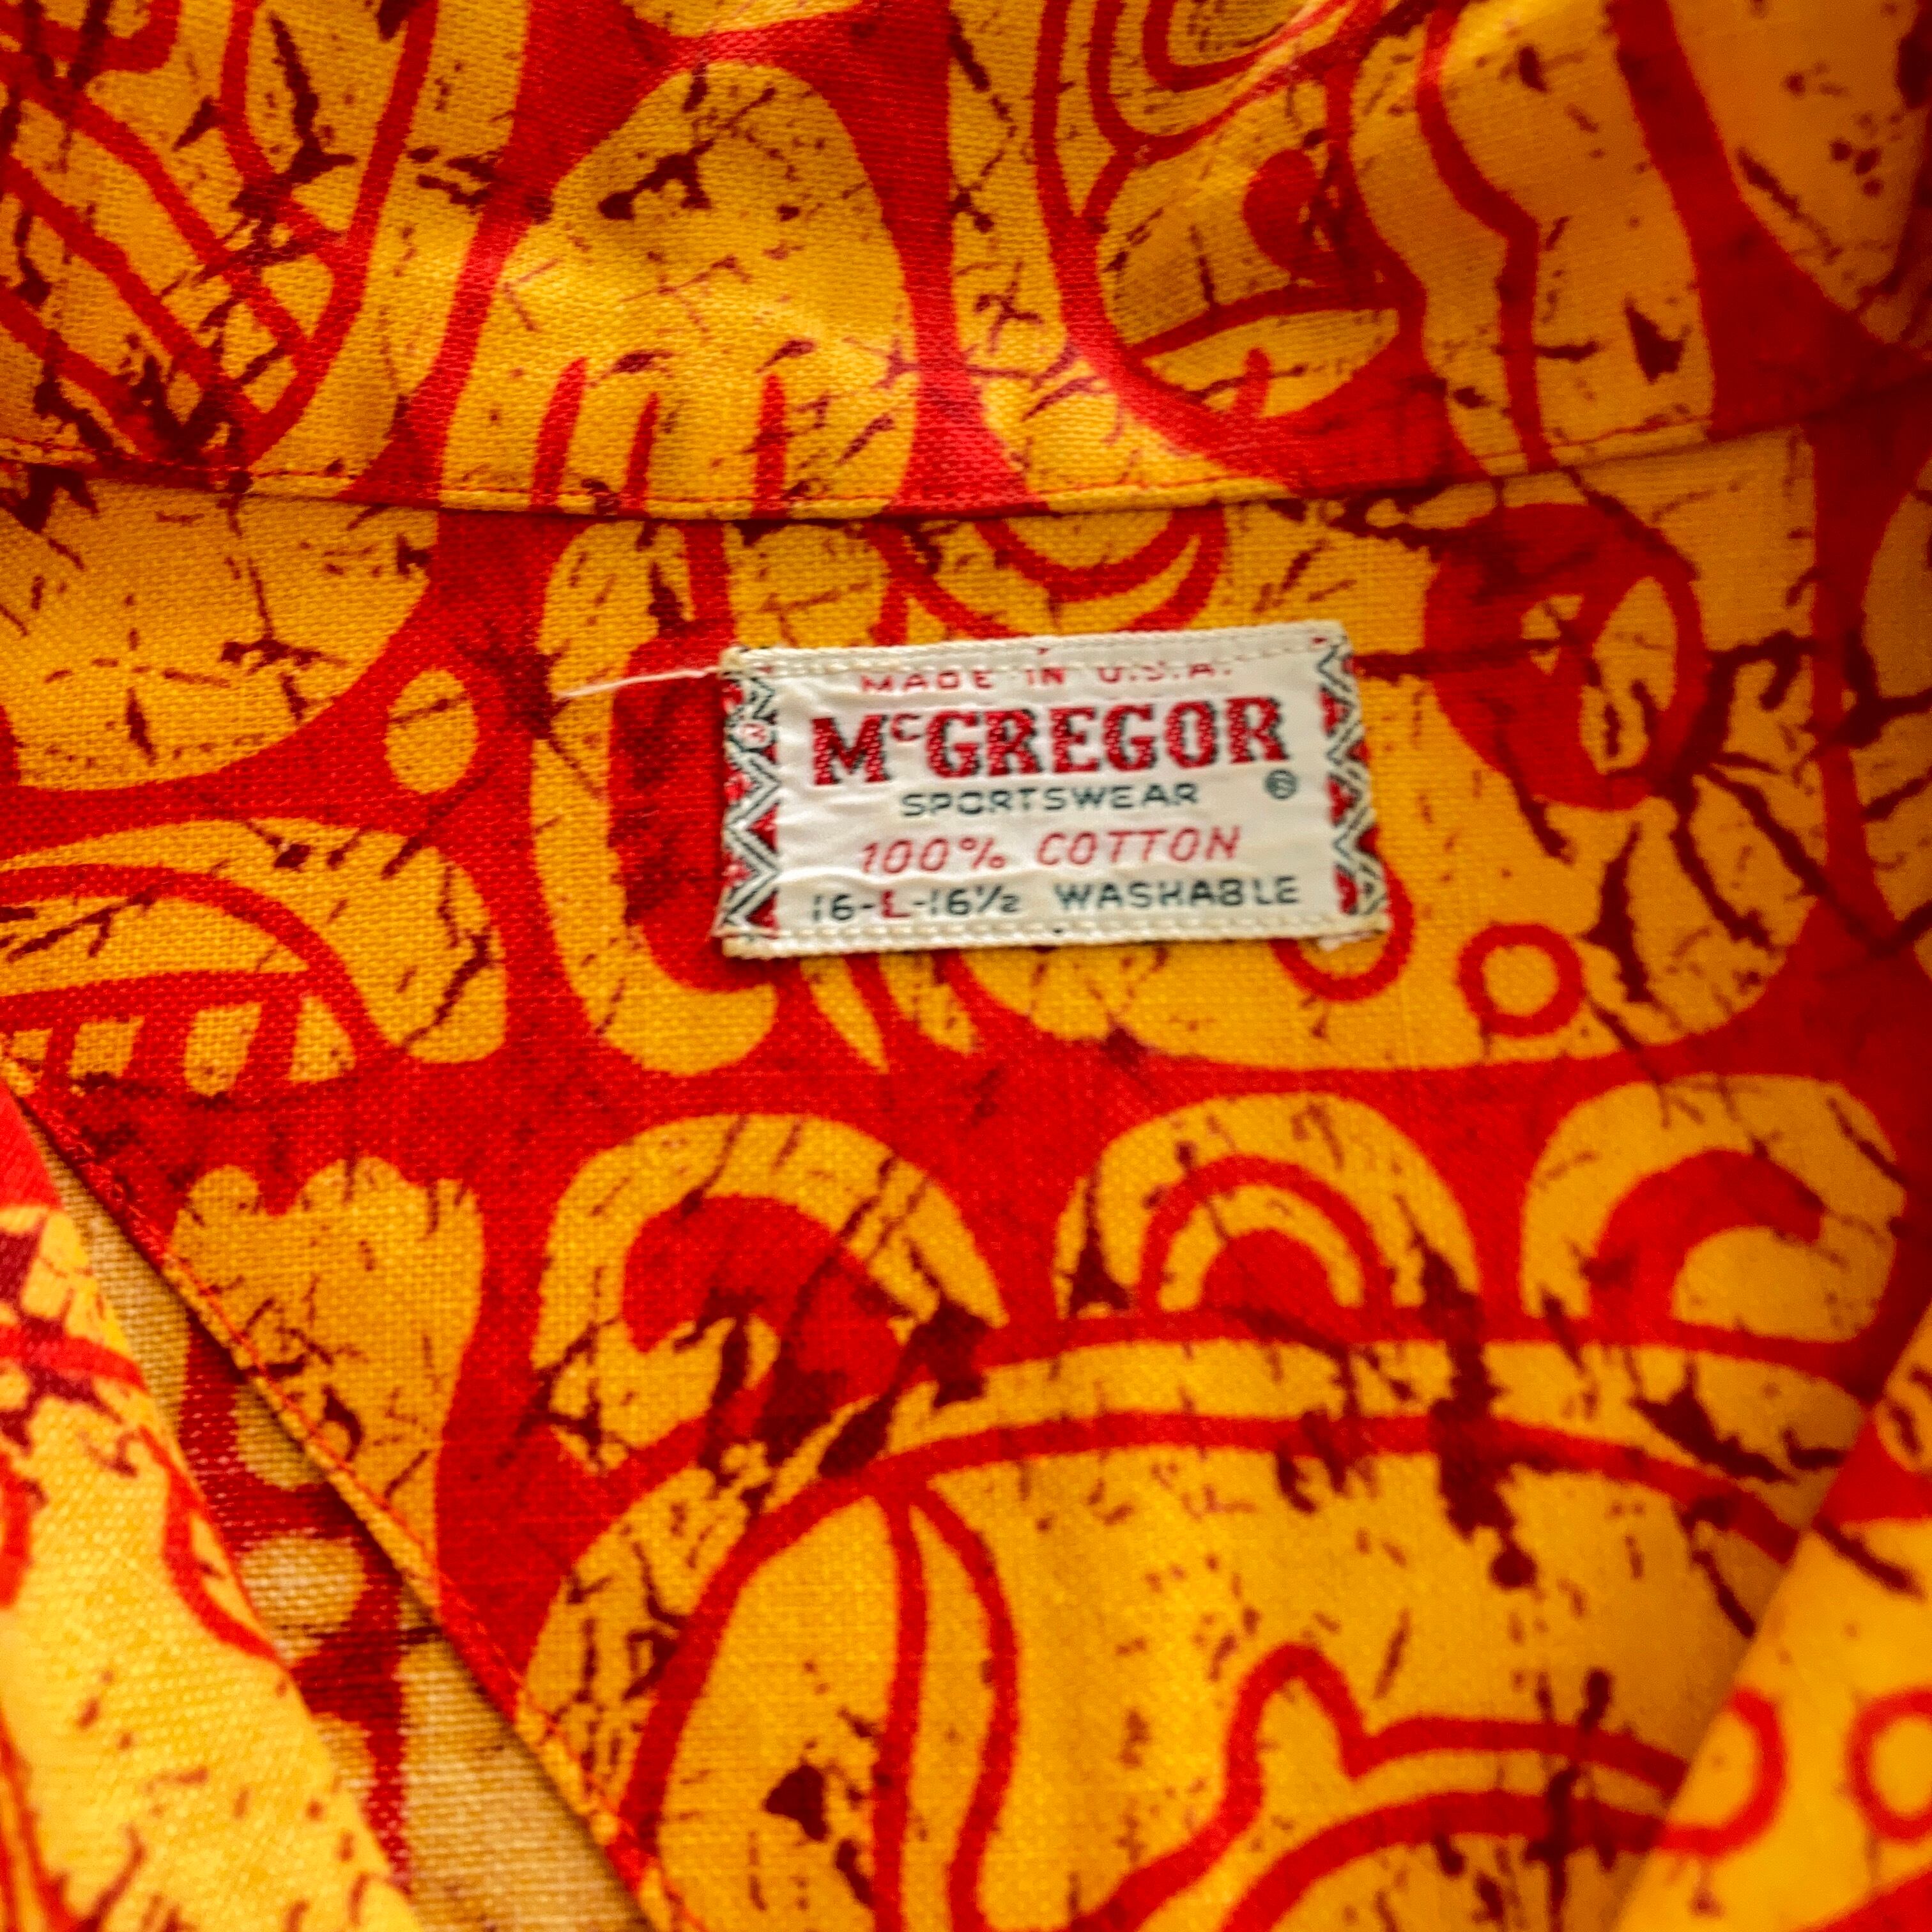 MADE IN U.S.A.
McGREGOR
SPORTSWEAR ®
100% COTTON
16-L-16½ WASHABLE